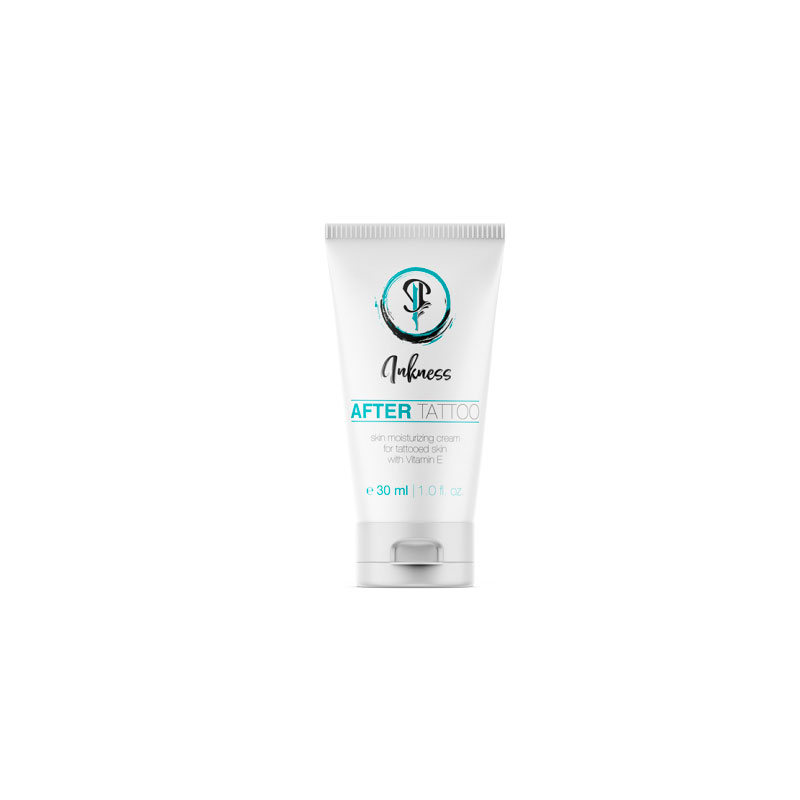 Inkness
AFTER TATTOO
skin moisturizing cream
for tattooed skin
with Vitamin E
℮ 30 ml | 1.0 fl. oz.